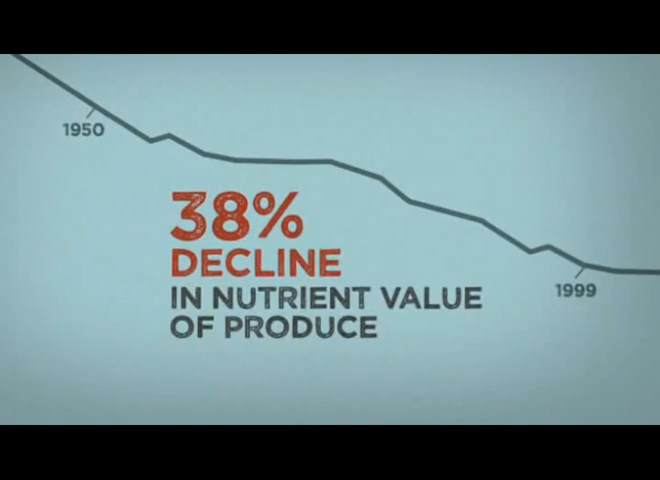 1950
38%
DECLINE
IN NUTRIENT VALUE
OF PRODUCE
1999